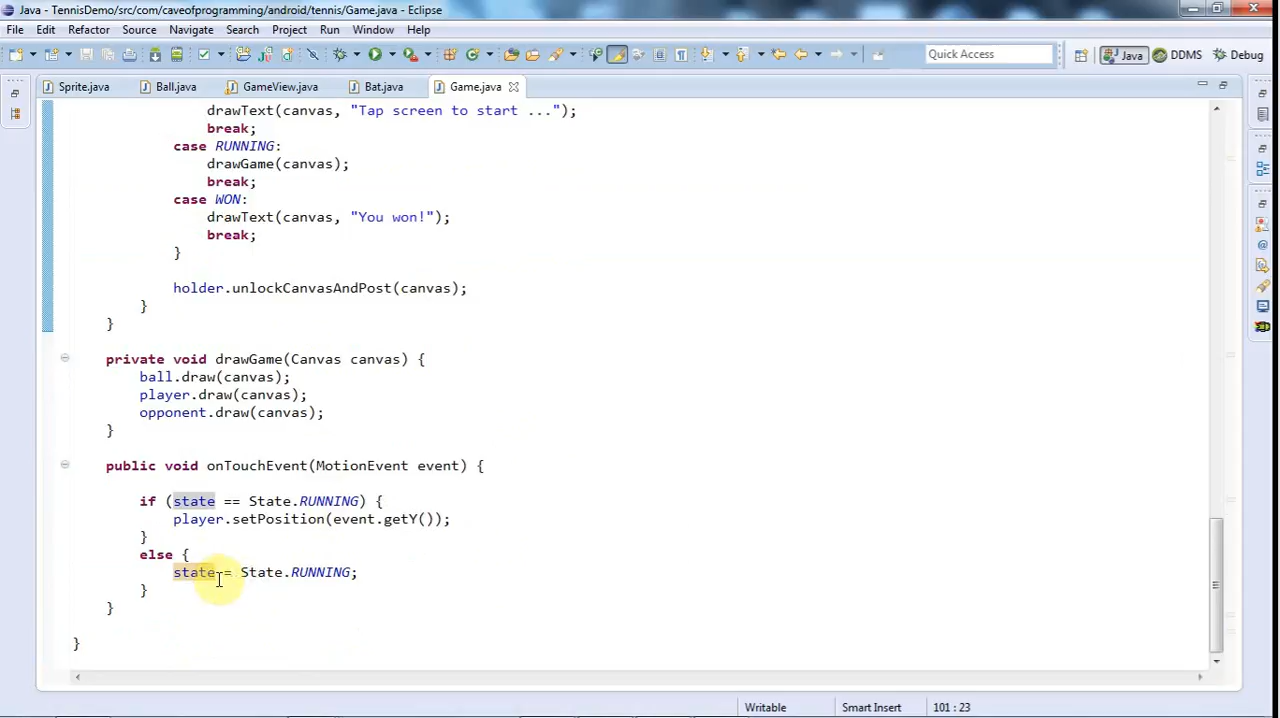 Java - TennisDemo/src/com/caveofprogramming/android/tennis/Game.java - Eclipse
File Edit Refactor Source Navigate Search Project Run Window Help
Quick Access Java DDMS Debug
Sprite.java Ball.java GameView.java Bat.java Game.java
drawText(canvas, "Tap screen to start ...");
break;
case RUNNING:
drawGame(canvas);
break;
case WON:
drawText(canvas, "You won!");
break;
}
holder.unlockCanvasAndPost(canvas);
}
}
private void drawGame(Canvas canvas) {
ball.draw(canvas);
player.draw(canvas);
opponent.draw(canvas);
}
public void onTouchEvent(MotionEvent event) {
if (state == State.RUNNING) {
player.setPosition(event.getY());
}
else {
state = State.RUNNING;
}
}
}
Writable Smart Insert 101 : 23